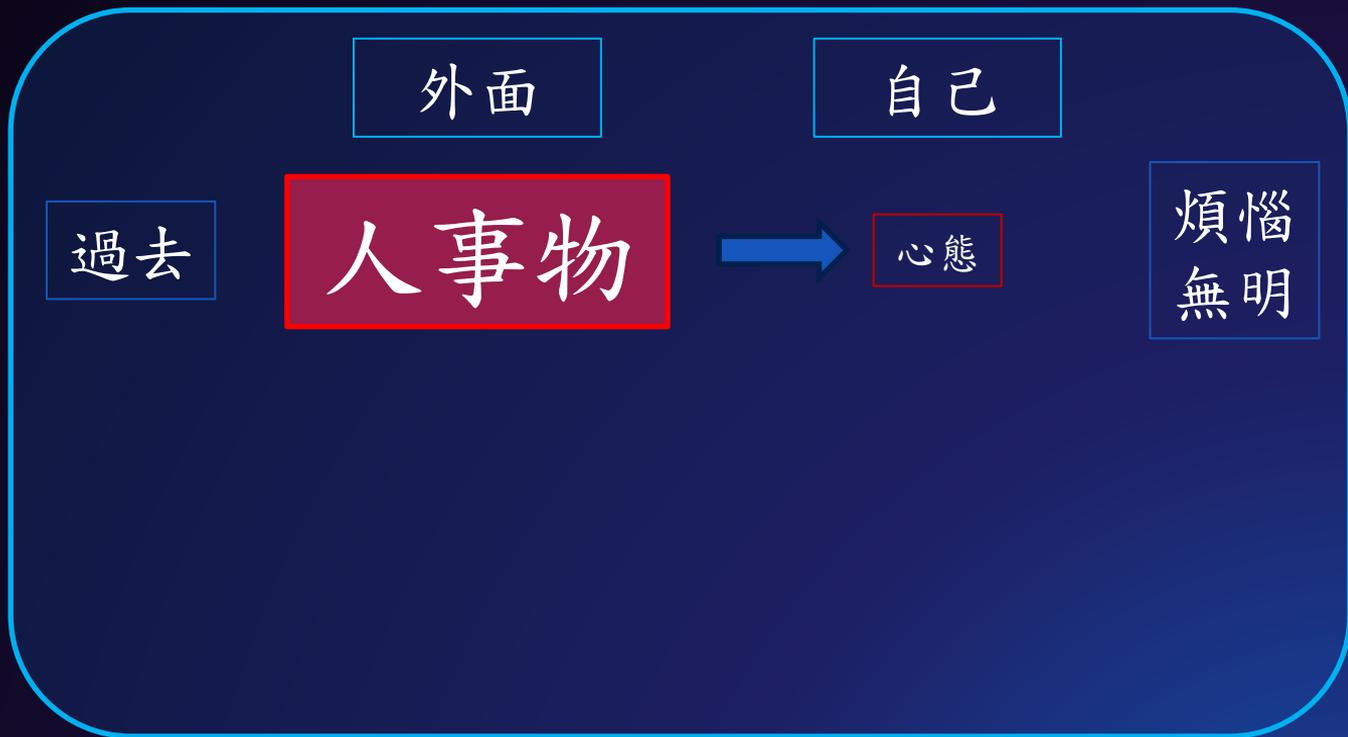 外面
自己
過去
人事物
心態
煩惱
無明